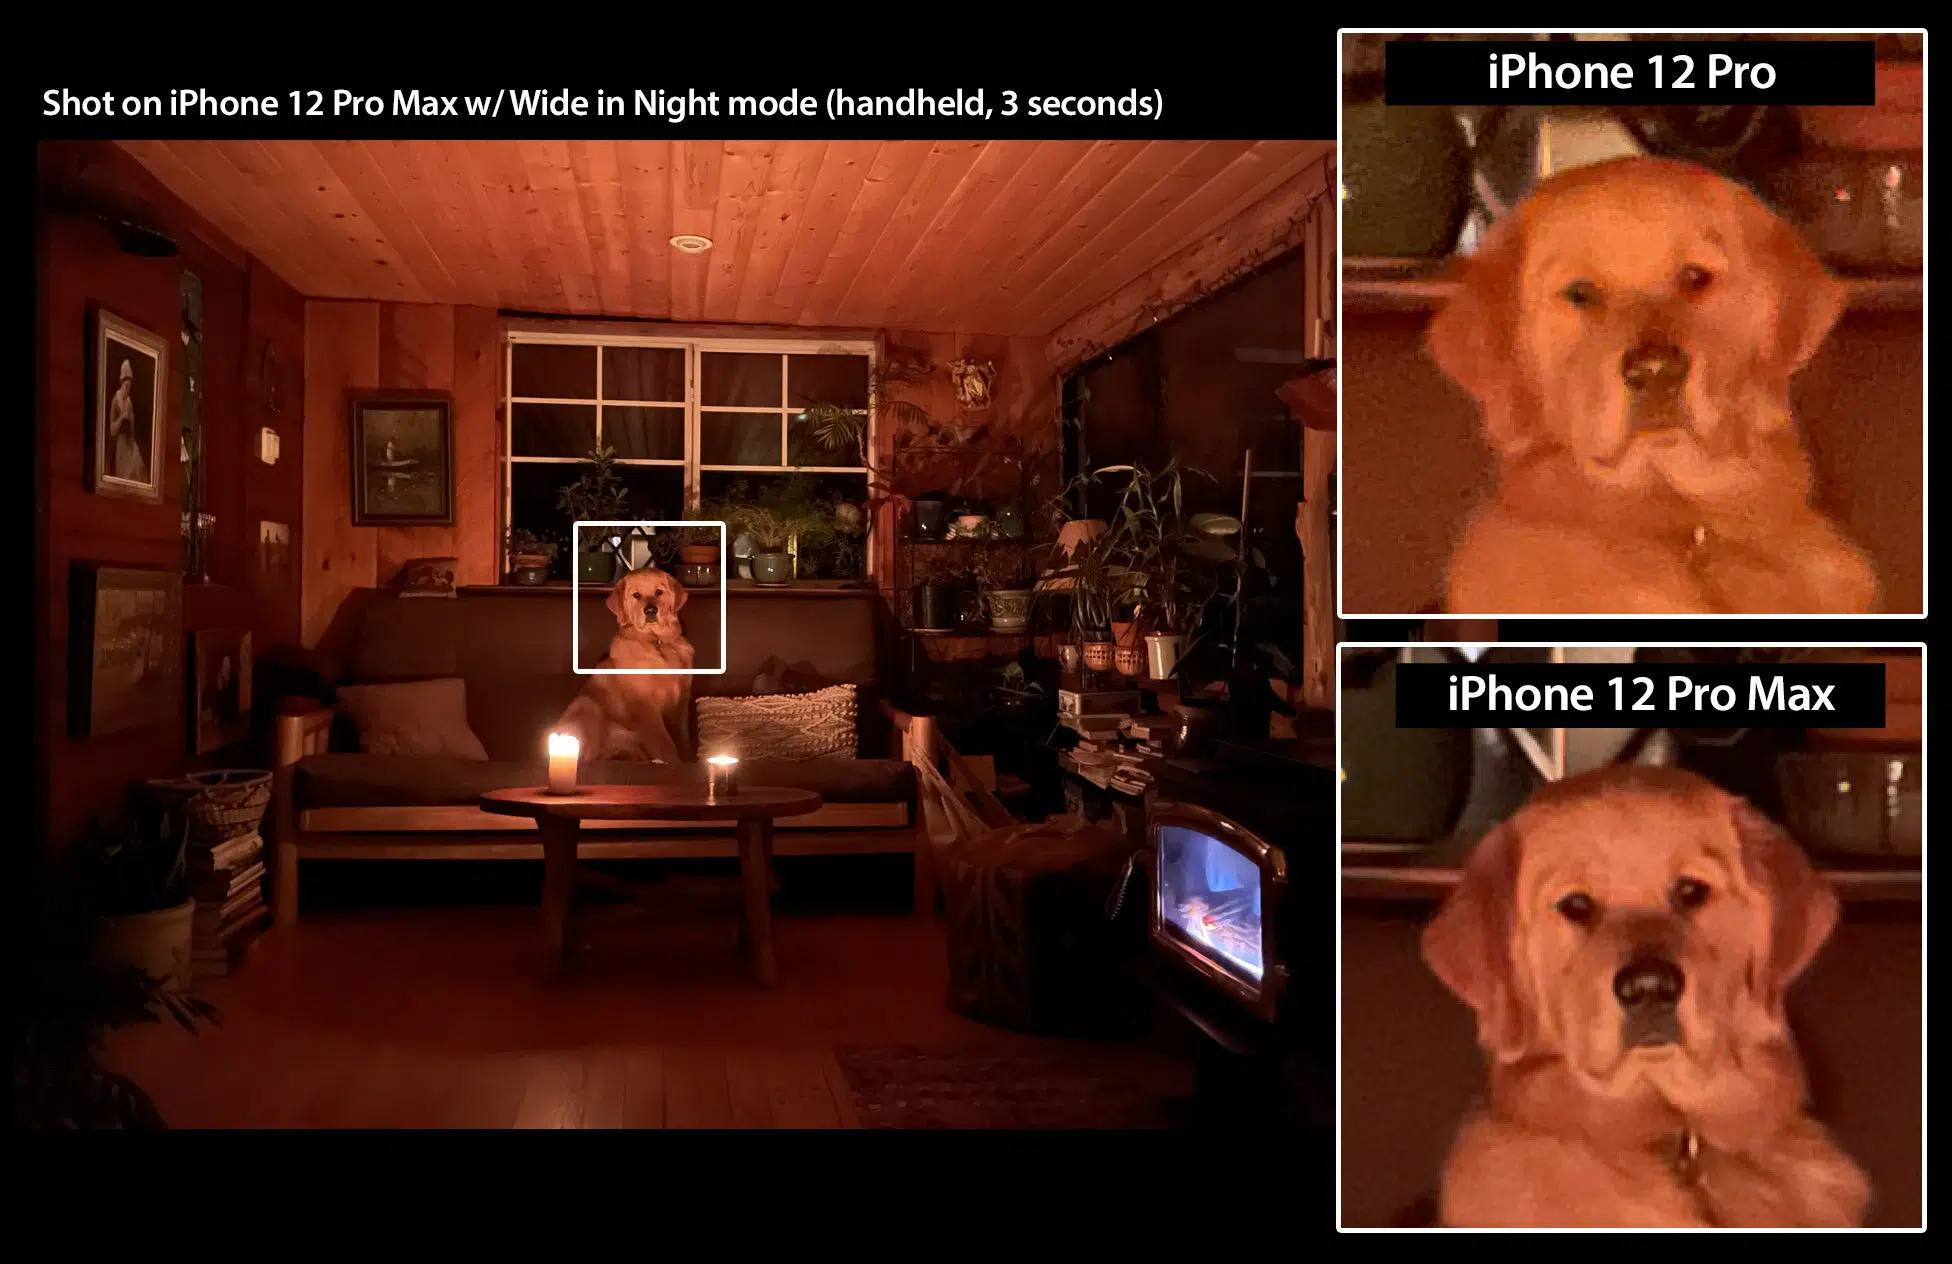 Shot on iPhone 12 Pro Max w/ Wide in Night mode (handheld, 3 seconds)
iPhone 12 Pro
iPhone 12 Pro Max